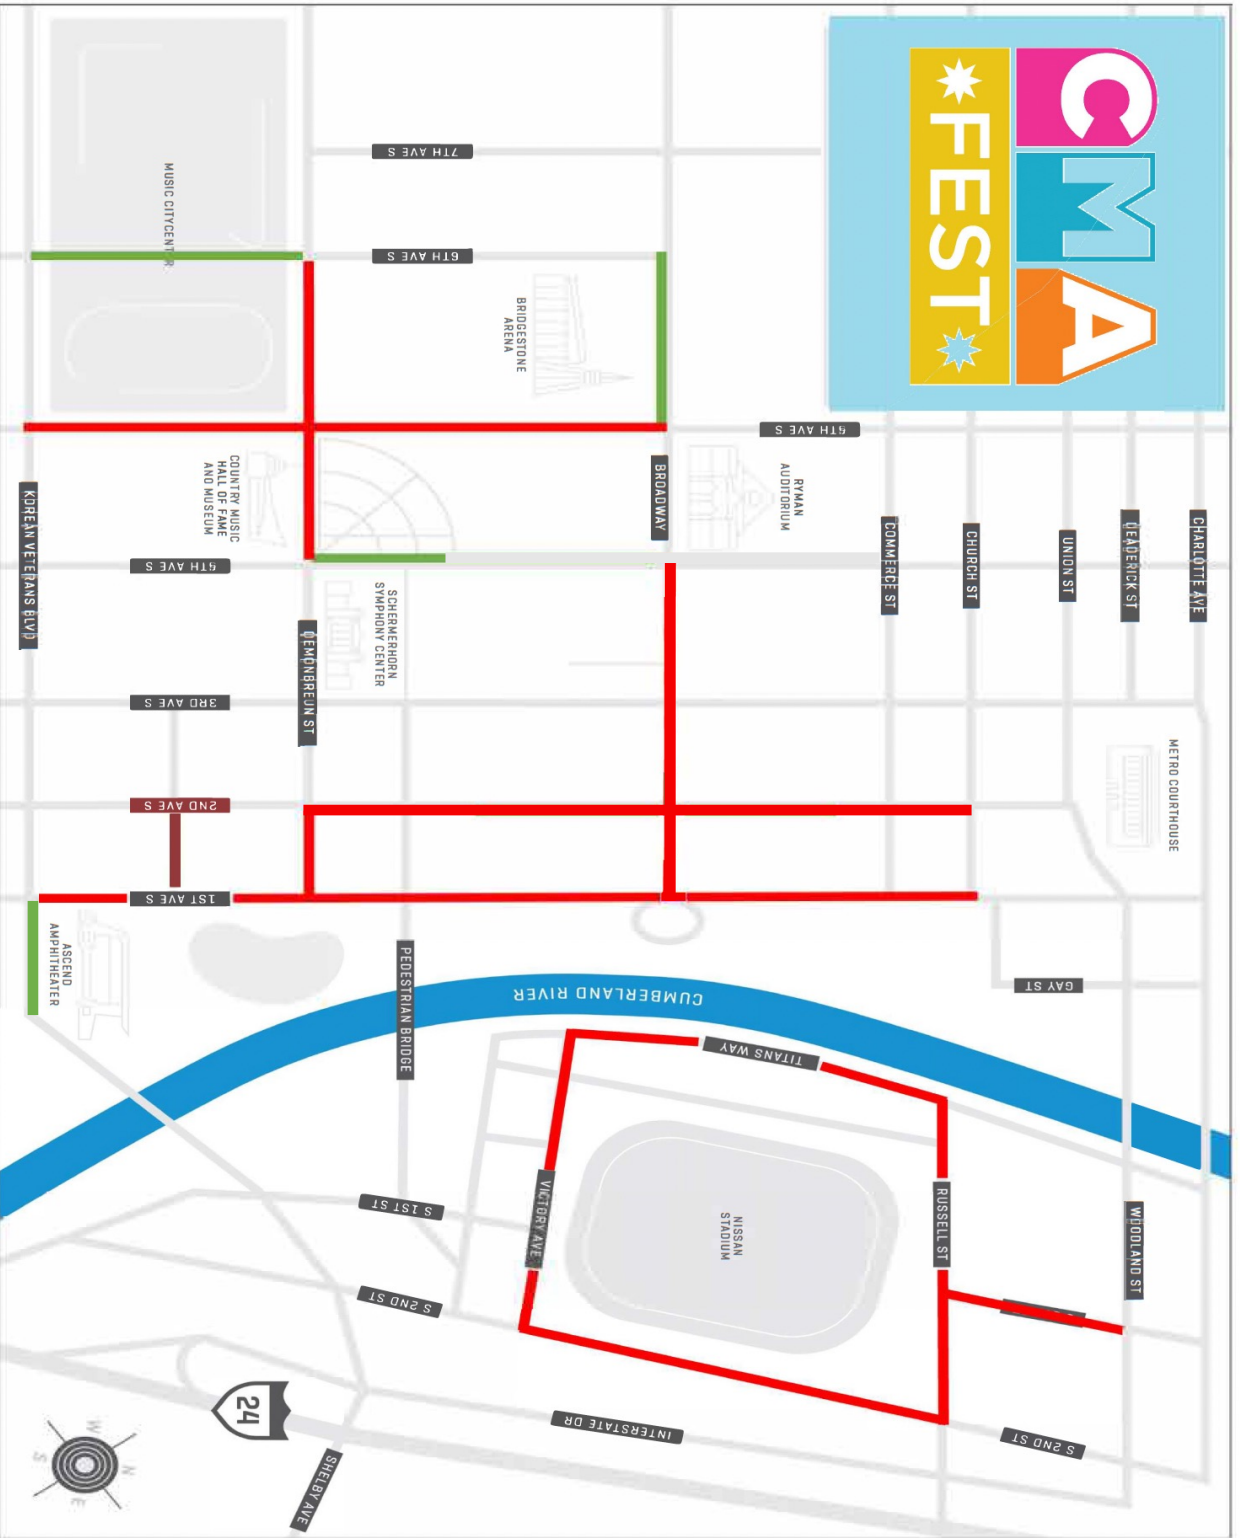 CMA
FEST
7TH AVE S
MUSIC CITYCENTER
6TH AVE S
BRIDGESTONE
ARENA
5TH AVE S
BROADWAY
RYMAN
AUDITORIUM
COUNTRY MUSIC
HALL OF FAME
AND MUSEUM
KOREAN VETERANS BLVD
COMMERCE ST
CHURCH ST
UNION ST
DEADERICK ST
CHARLOTTE AVE
5TH AVE S
SCHERMERHORN
SYMPHONY CENTER
DEMONBREUN ST
3RD AVE S
METRO COURTHOUSE
2ND AVE S
1ST AVE S
ASCEND
AMPHITHEATER
PEDESTRIAN BRIDGE
GAY ST
CUMBERLAND RIVER
TITANS WAY
VICTORY AVE
RUSSELL ST
NISSAN
STADIUM
WOODLAND ST
S 1ST ST
S 2ND ST
24
INTERSTATE DR
S 2ND ST
SHELBY AVE
W
N
S
E